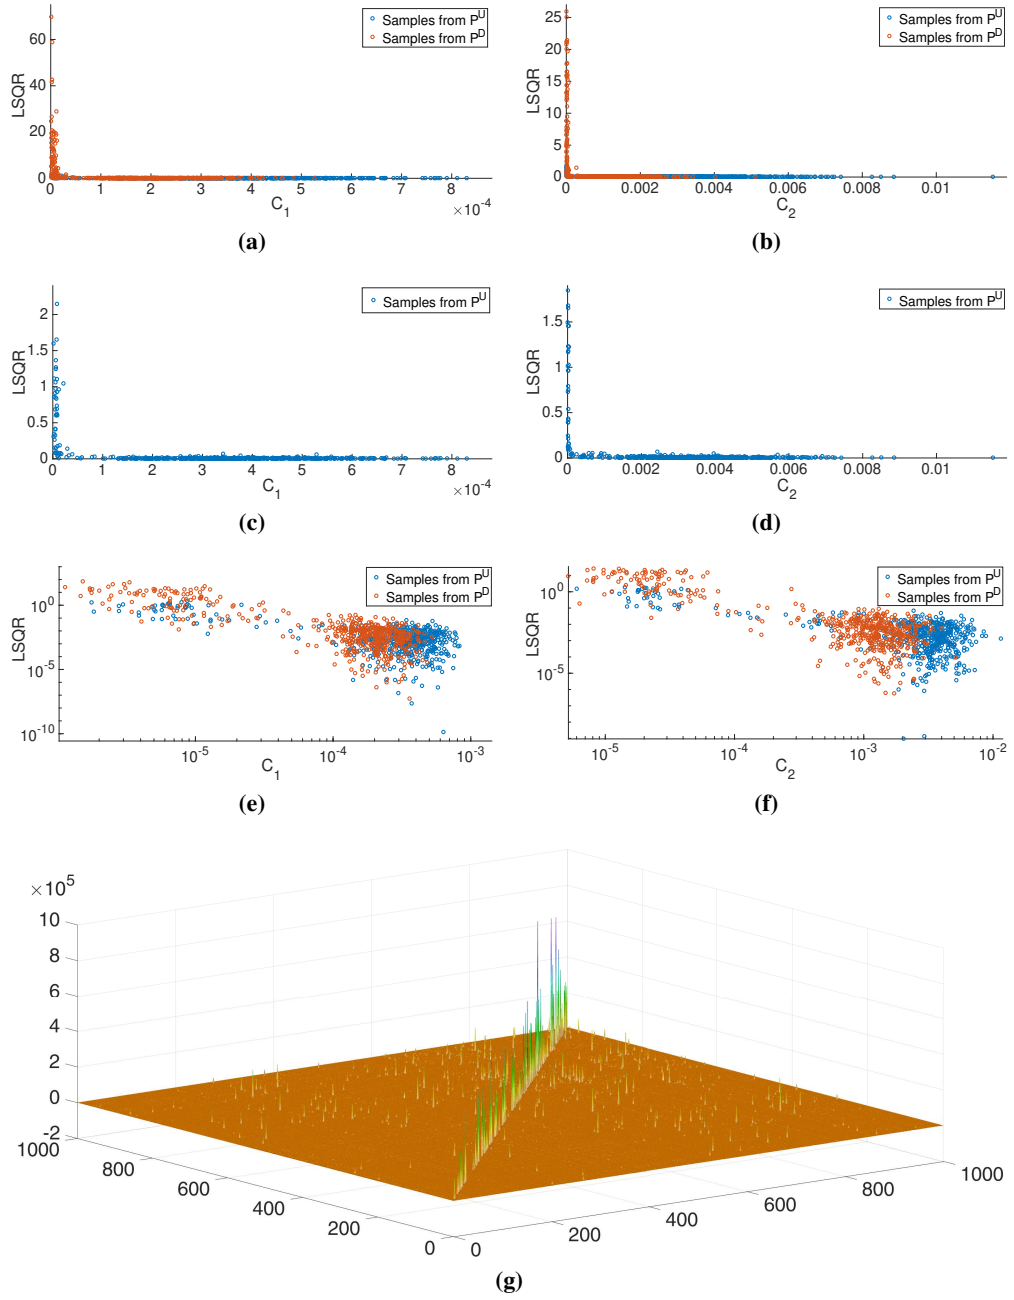 60
40
20
0
LSQR
Samples from P^U
Samples from P^D
0 1 2 3 4 5 6 7 8
C_1
×10^-4
(a)
25
20
15
10
5
0
LSQR
Samples from P^U
Samples from P^D
0 0.002 0.004 0.006 0.008 0.01
C_2
(b)
2
1.5
1
0.5
0
LSQR
Samples from P^U
0 1 2 3 4 5 6 7 8
C_1
×10^-4
(c)
1.5
1
0.5
0
LSQR
Samples from P^U
0 0.002 0.004 0.006 0.008 0.01
C_2
(d)
10^0
10^-5
10^-10
LSQR
Samples from P^U
Samples from P^D
10^-5 10^-4 10^-3
C_1
(e)
10^0
10^-5
LSQR
Samples from P^U
Samples from P^D
10^-5 10^-4 10^-3 10^-2
C_2
(f)
×10^5
10
8
6
4
2
0
-2
1000
800
600
400
200
0
0
200
400
600
800
1000
(g)